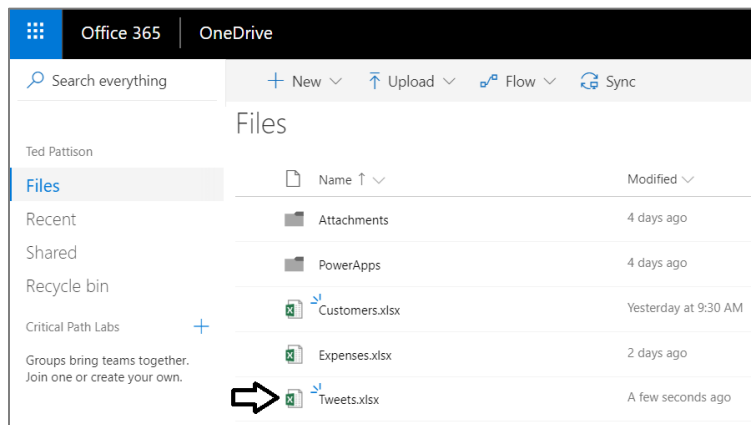 Office 365 OneDrive
Search everything
New Upload Flow Sync
Files
Ted Pattison
Name Modified
Files
Attachments 4 days ago
Recent
Shared
PowerApps 4 days ago
Recycle bin
Customers.xlsx Yesterday at 9:30 AM
Critical Path Labs
Expenses.xlsx 2 days ago
Groups bring teams together.
Join one or create your own.
Tweets.xlsx A few seconds ago